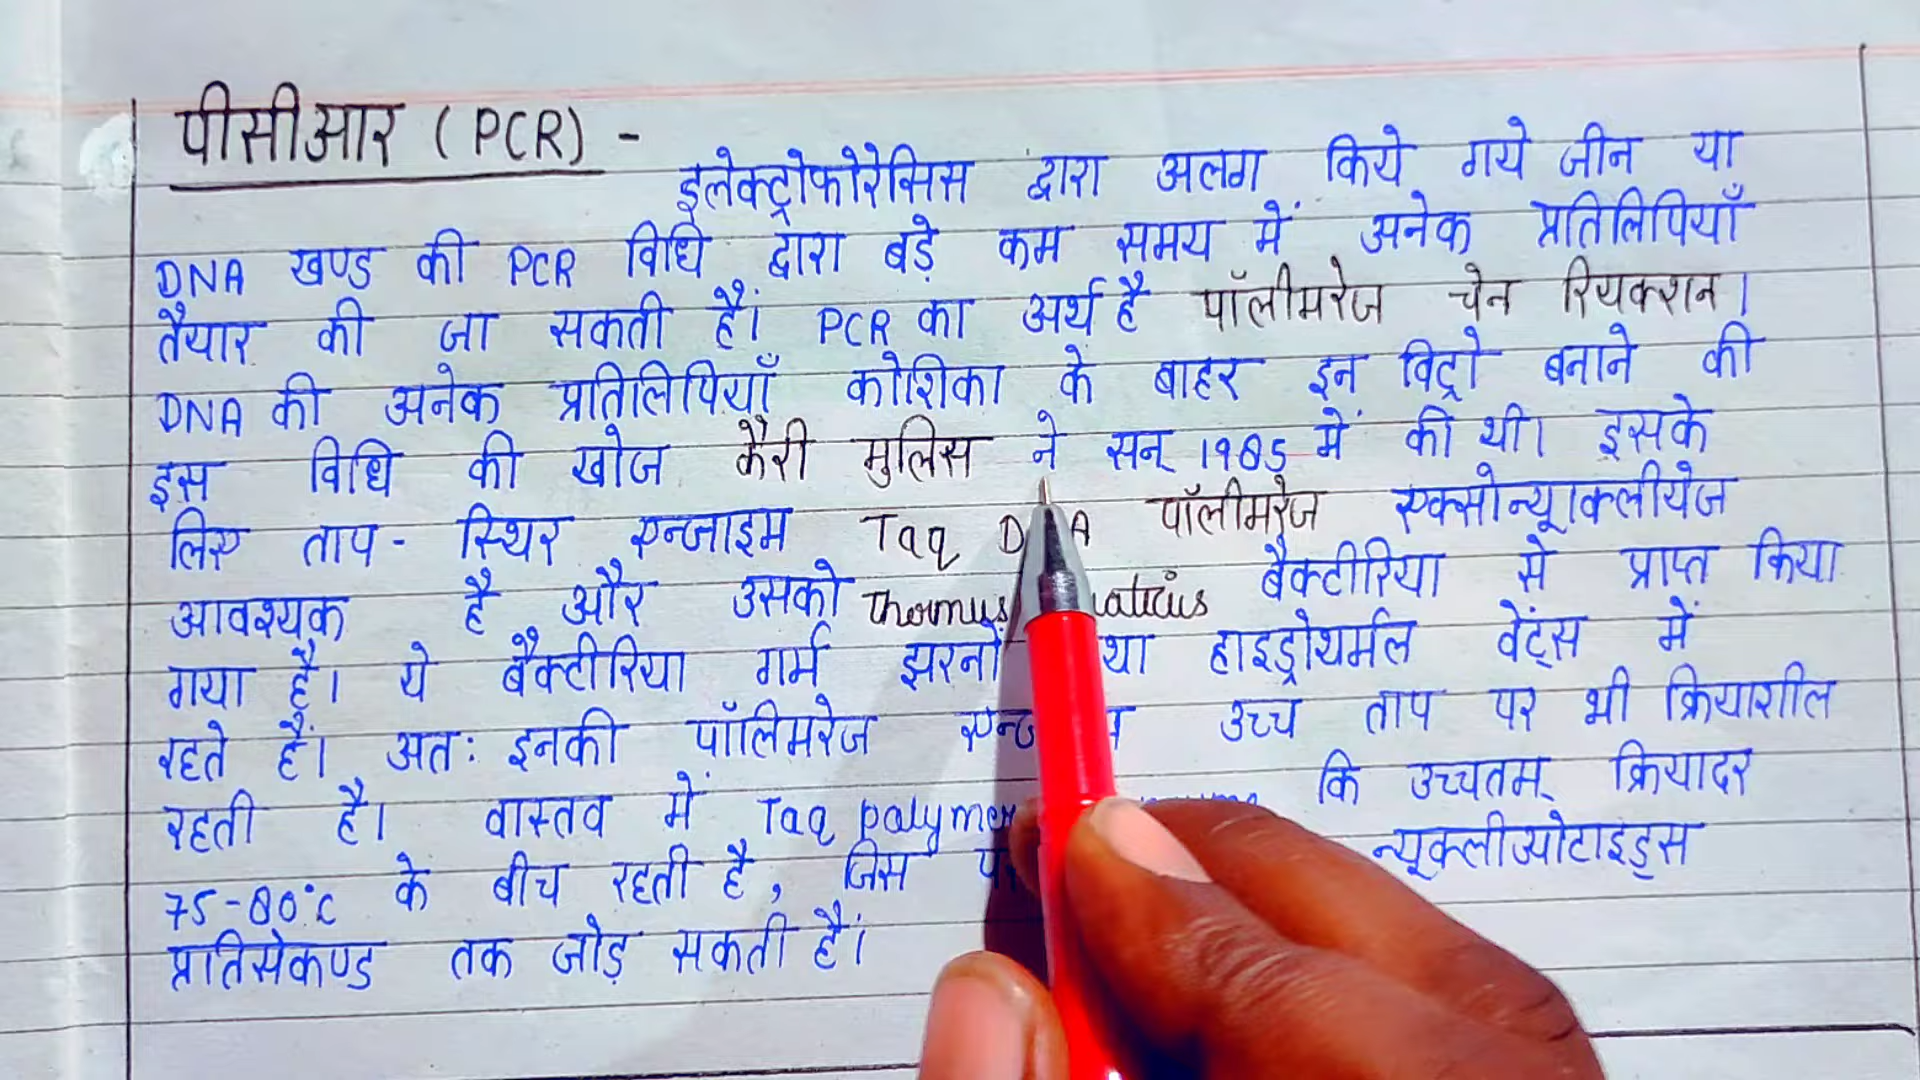 पीसीआर (PCR) -
इलेक्ट्रोफोरेसिस द्वारा अलग किये गये जीन या
DNA खण्ड की PCR विधि द्वारा बड़े कम समय में अनेक प्रतिलिपियाँ
तैयार की जा सकती हैं। PCR का अर्थ है पॉलीमरेज चेन रियक्शन।
DNA की अनेक प्रतिलिपियाँ कोशिका के बाहर इन विट्रो बनाने की
इस विधि की खोज कैरी मुलिस ने सन् 1985 में की थी। इसके
लिए ताप- स्थिर एन्जाइम Taq पॉलीमरेज एक्सोन्यूाक्लीयेज
आवश्यक है और उसको बैक्टीरिया से प्राप्त किया
गया है। ये बैक्टीरिया गर्म झरनों हाइड्रोथर्मल वेंट्स में
रहते हैं। अत: इनकी पॉलिमरेज उच्च ताप पर भी क्रियाशील
रहती है। वास्तव में Taq कि उच्चतम् क्रियादर
75-80°C के बीच रहती है, जिस न्यूक्लीज्योटाइड्स
प्रतिसेकण्ड तक जोड़ सकती हैं।